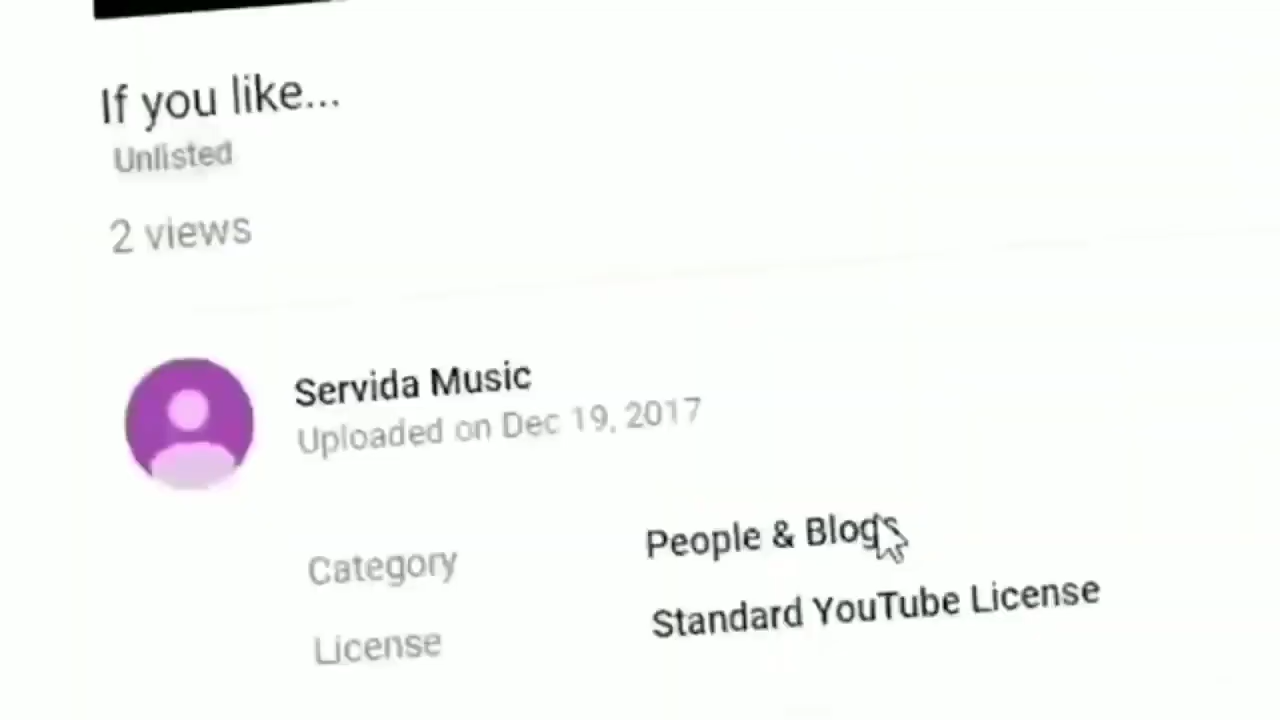 If you like...
Unlisted
2 views
Servida Music
Uploaded on Dec 19, 2017
Category People & Blogs
License Standard YouTube License